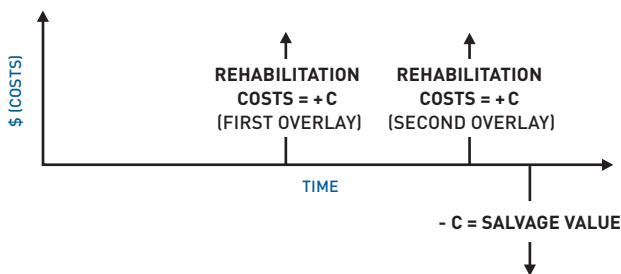 $ (COSTS)
REHABILITATION
COSTS = + C
(FIRST OVERLAY)
REHABILITATION
COSTS = + C
(SECOND OVERLAY)
TIME
- C = SALVAGE VALUE